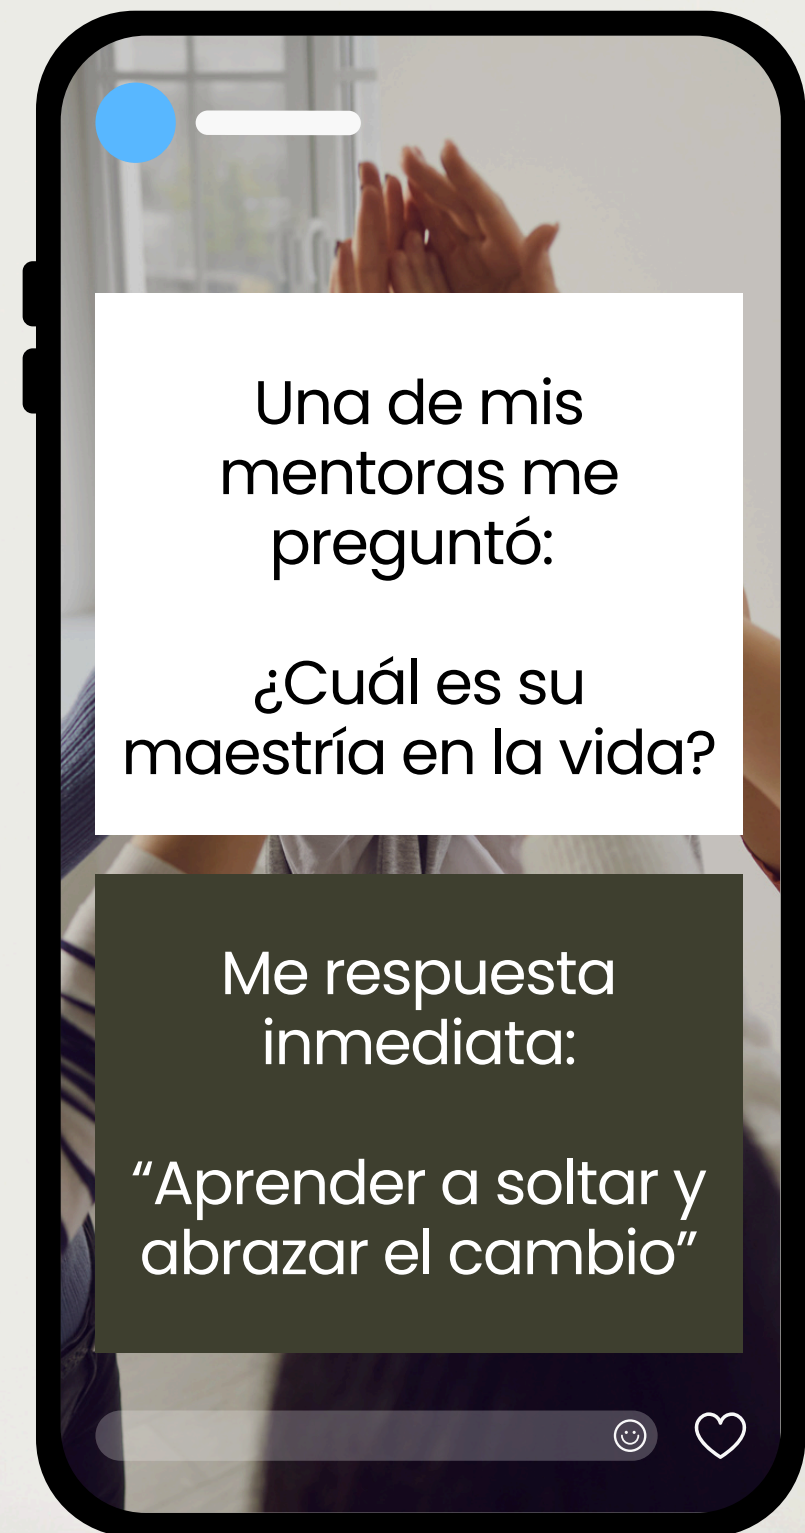 Una de mis
mentoras me
preguntó:
¿Cuál es su
maestría en la vida?
Me respuesta
inmediata:
“Aprender a soltar y
abrazar el cambio”